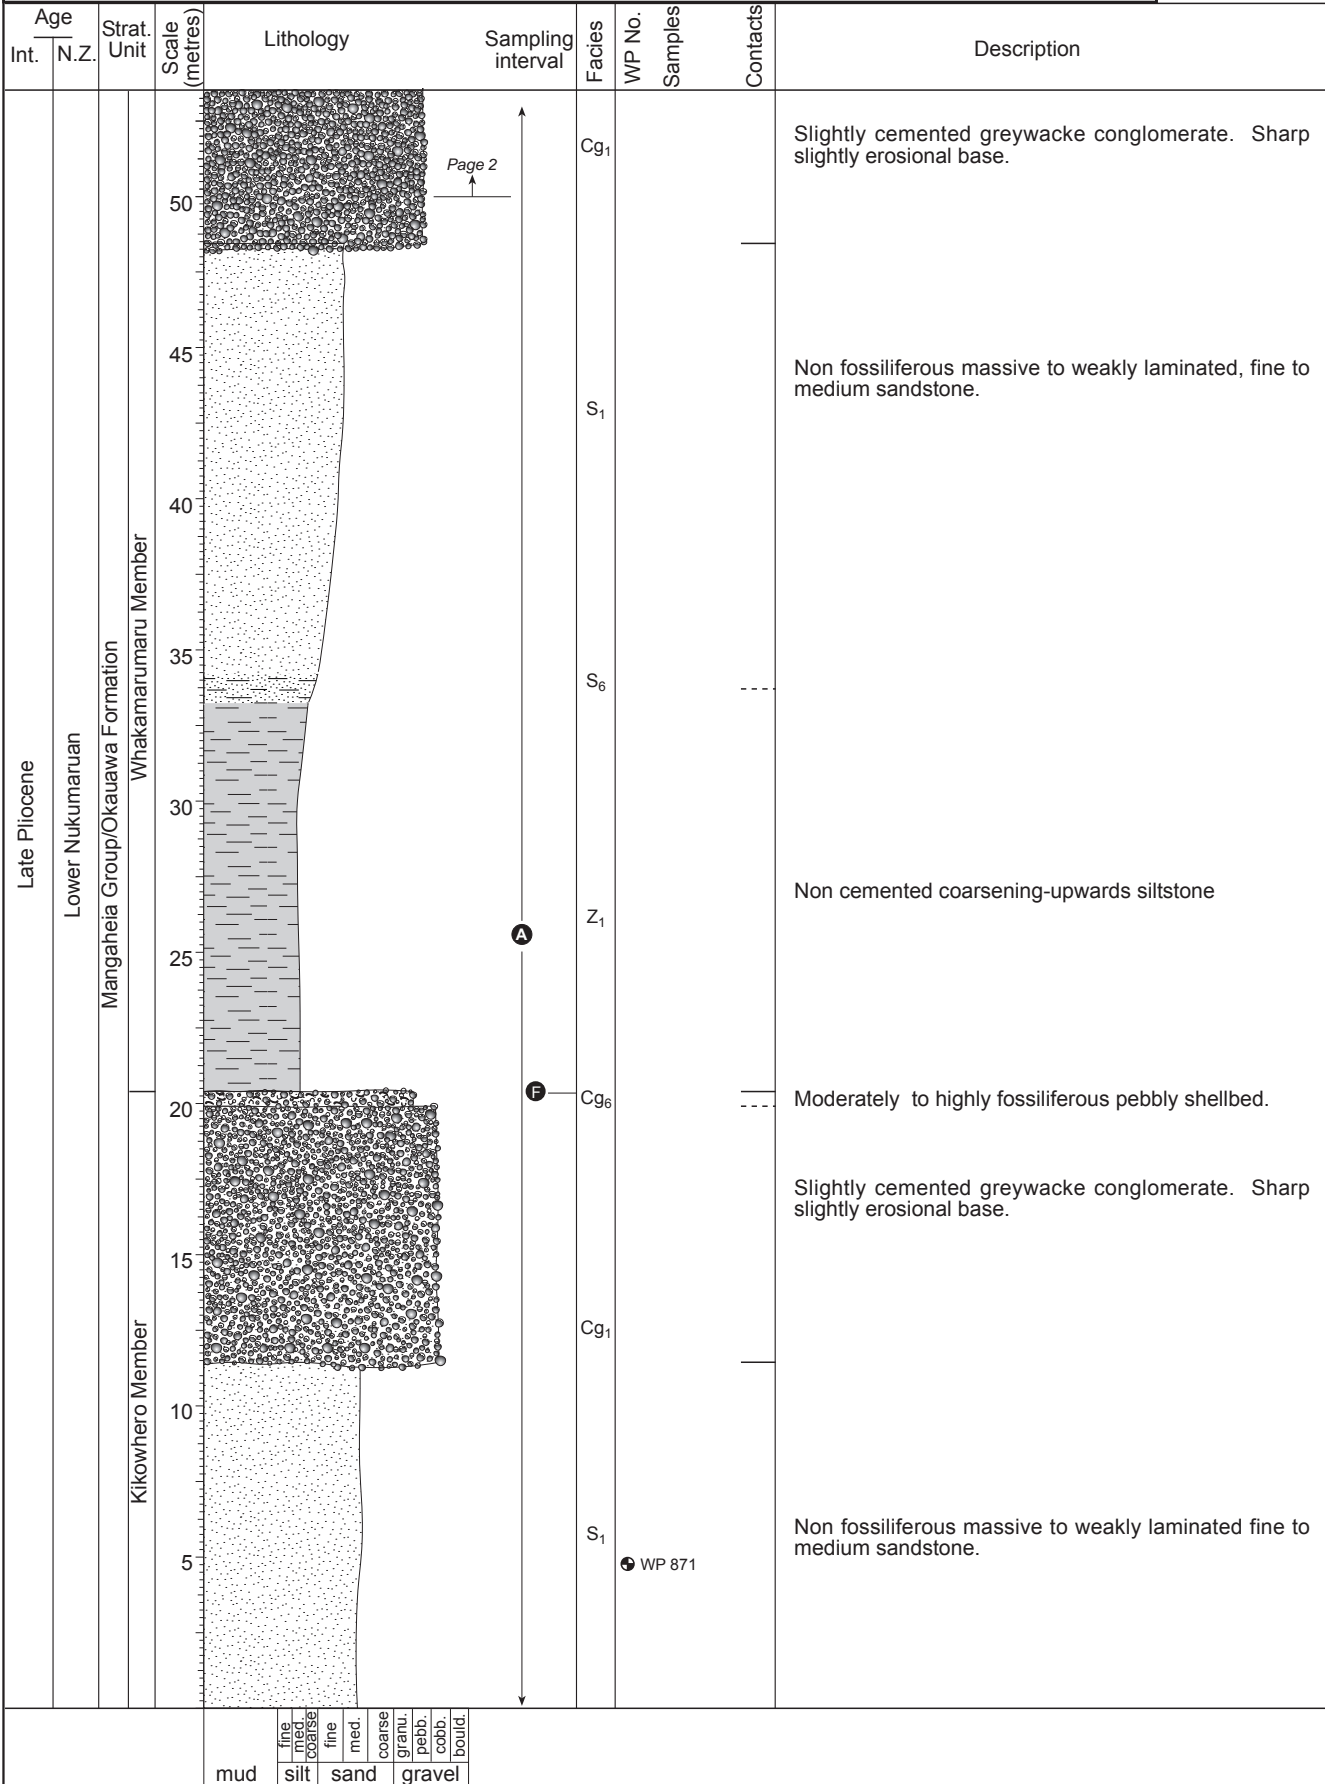 Age
Int.
N.Z.
Strat.
Unit
Scale
(metres)
Lithology
Sampling
interval
Facies
WP No.
Samples
Contacts
Description
Late Pliocene
Lower Nukumaruan
Mangaheia Group/Okauawa Formation
Whakamarumaru Member
Kikowhero Member
50
45
40
35
30
25
20
15
10
5
Page 2
A
F
Cg1
S1
S6
Z1
Cg6
Cg1
S1
WP 871
Slightly cemented greywacke conglomerate. Sharp
slightly erosional base.
Non fossiliferous massive to weakly laminated, fine to
medium sandstone.
Non cemented coarsening-upwards siltstone
Moderately to highly fossiliferous pebbly shellbed.
Slightly cemented greywacke conglomerate. Sharp
slightly erosional base.
Non fossiliferous massive to weakly laminated fine to
medium sandstone.
fine
med.
coarse
fine
med.
coarse
granu.
pebb.
cobb.
bould.
mud
silt
sand
gravel